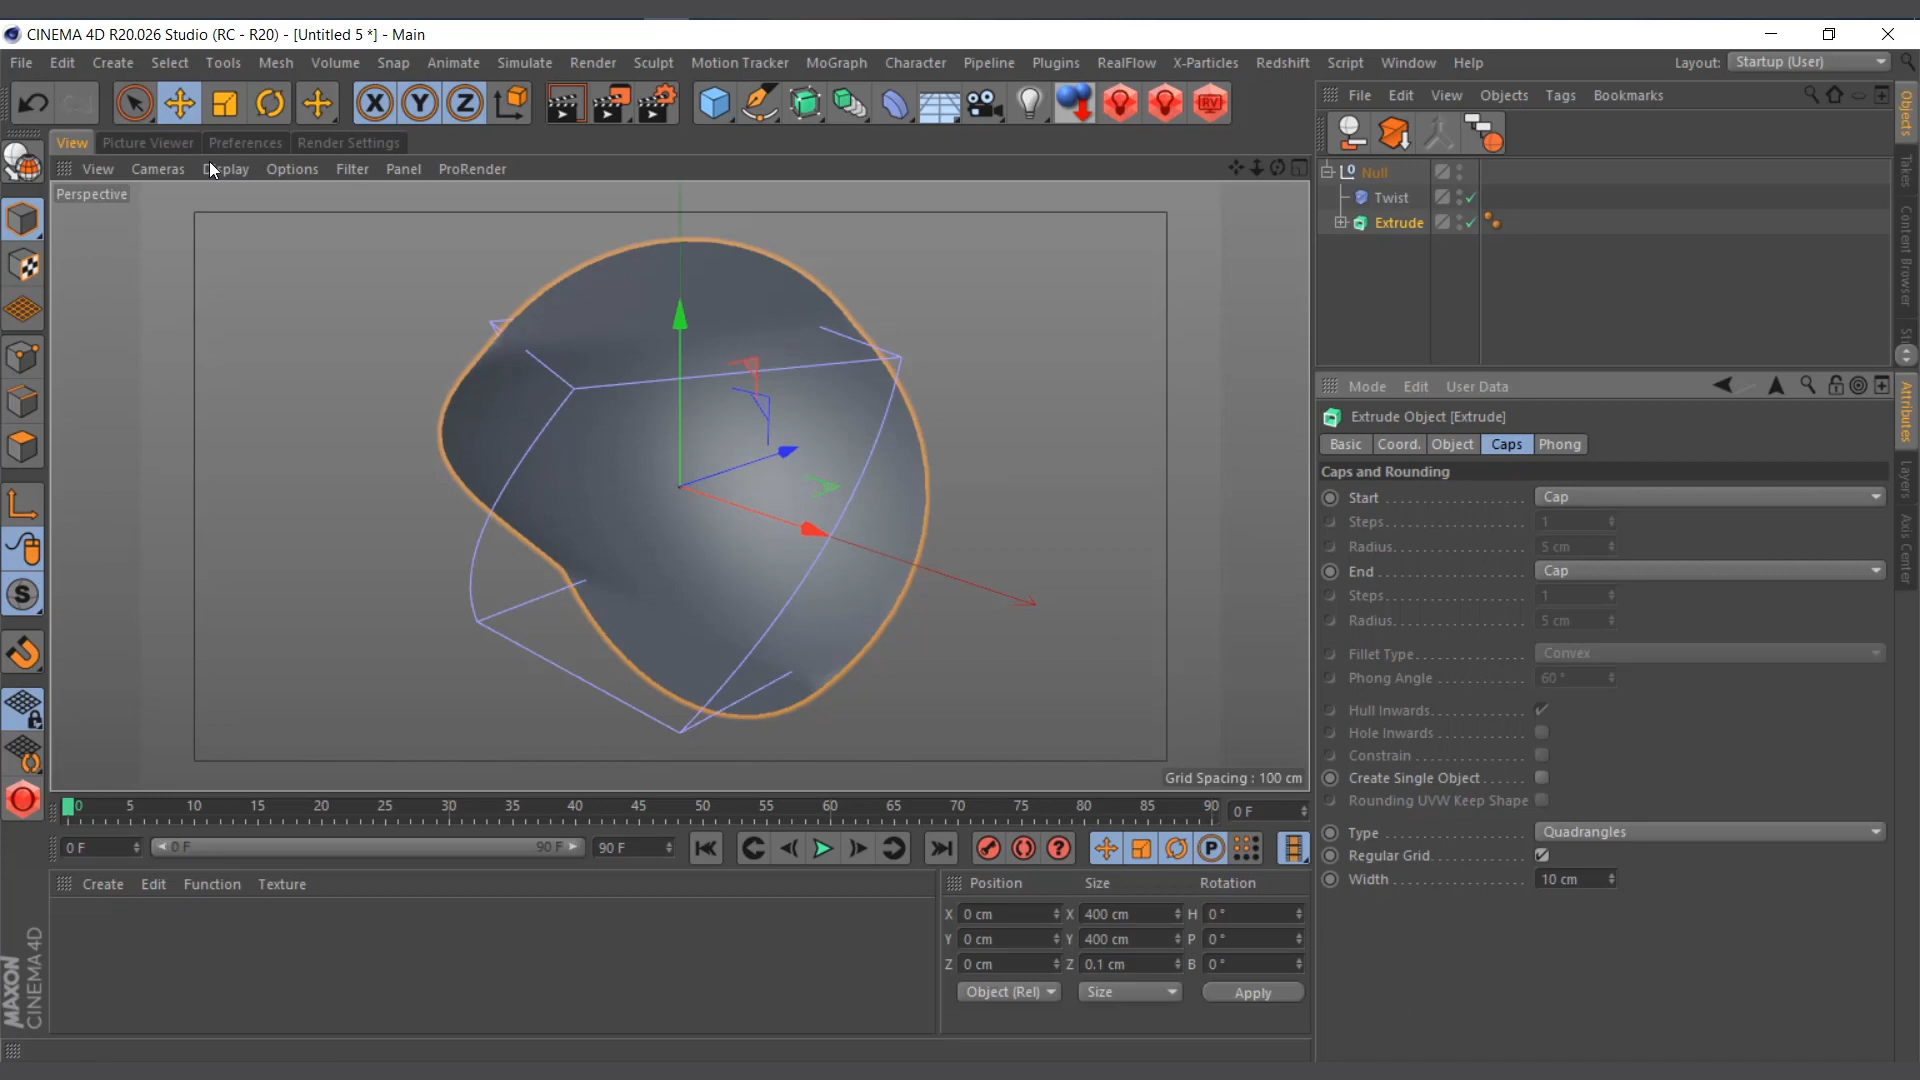 CINEMA 4D R20.026 Studio (RC - R20) - [Untitled 5 *] - Main
File Edit Create Select Tools Mesh Volume Snap Animate Simulate Render Sculpt Motion Tracker MoGraph Character Pipeline Plugins RealFlow X-Particles Redshift Script Window Help Layout: Startup (User)
X Y Z RV
File Edit View Objects Tags Bookmarks
View Picture Viewer Preferences Render Settings
View Cameras Display Options Filter Panel ProRender
Perspective
Null
Twist
Extrude
Objects
Takes
Content Browser
Mode Edit User Data
Extrude Object [Extrude]
Basic Coord. Object Caps Phong
Caps and Rounding
Start Cap
Steps 1
Radius 5 cm
End Cap
Steps 1
Radius 5 cm
Fillet Type Convex
Phong Angle 60 °
Hull Inwards
Hole Inwards
Constrain
Create Single Object
Rounding UVW Keep Shape
Type Quadrangles
Regular Grid
Width 10 cm
Attributes
Layers
Axis Center
Grid Spacing : 100 cm
0 5 10 15 20 25 30 35 40 45 50 55 60 65 70 75 80 85 90 0 F
0 F 0 F 90 F 90 F ? P
Create Edit Function Texture
Position Size Rotation
X 0 cm X 400 cm H 0 °
Y 0 cm Y 400 cm P 0 °
Z 0 cm Z 0.1 cm B 0 °
Object (Rel) Size Apply
MAXON
CINEMA 4D